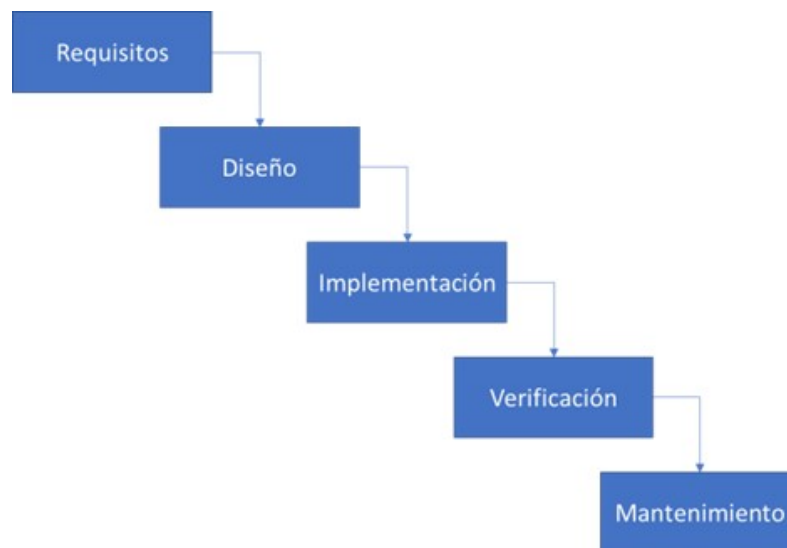 Requisitos
Diseño
Implementación
Verificación
Mantenimiento